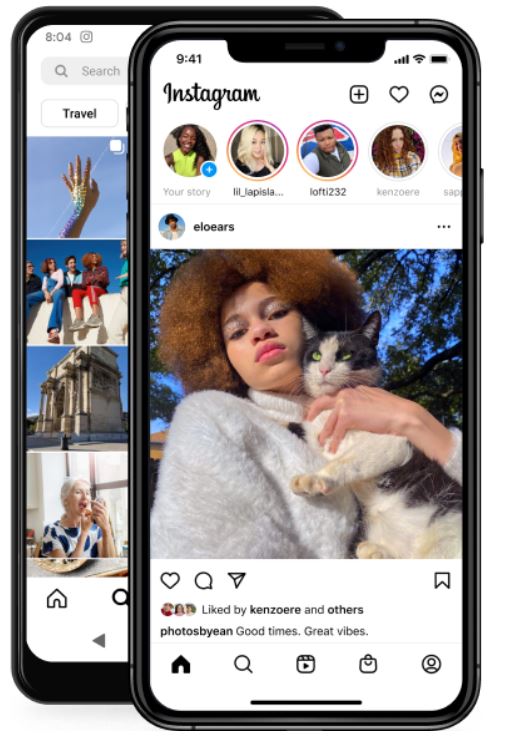 8:04
Search
Travel
9:41
Instagram
Your story
lil_lapisla...
lofti232
kenzoere
sapp
eloears
Liked by kenzoere and others
photosbyean Good times. Great vibes.